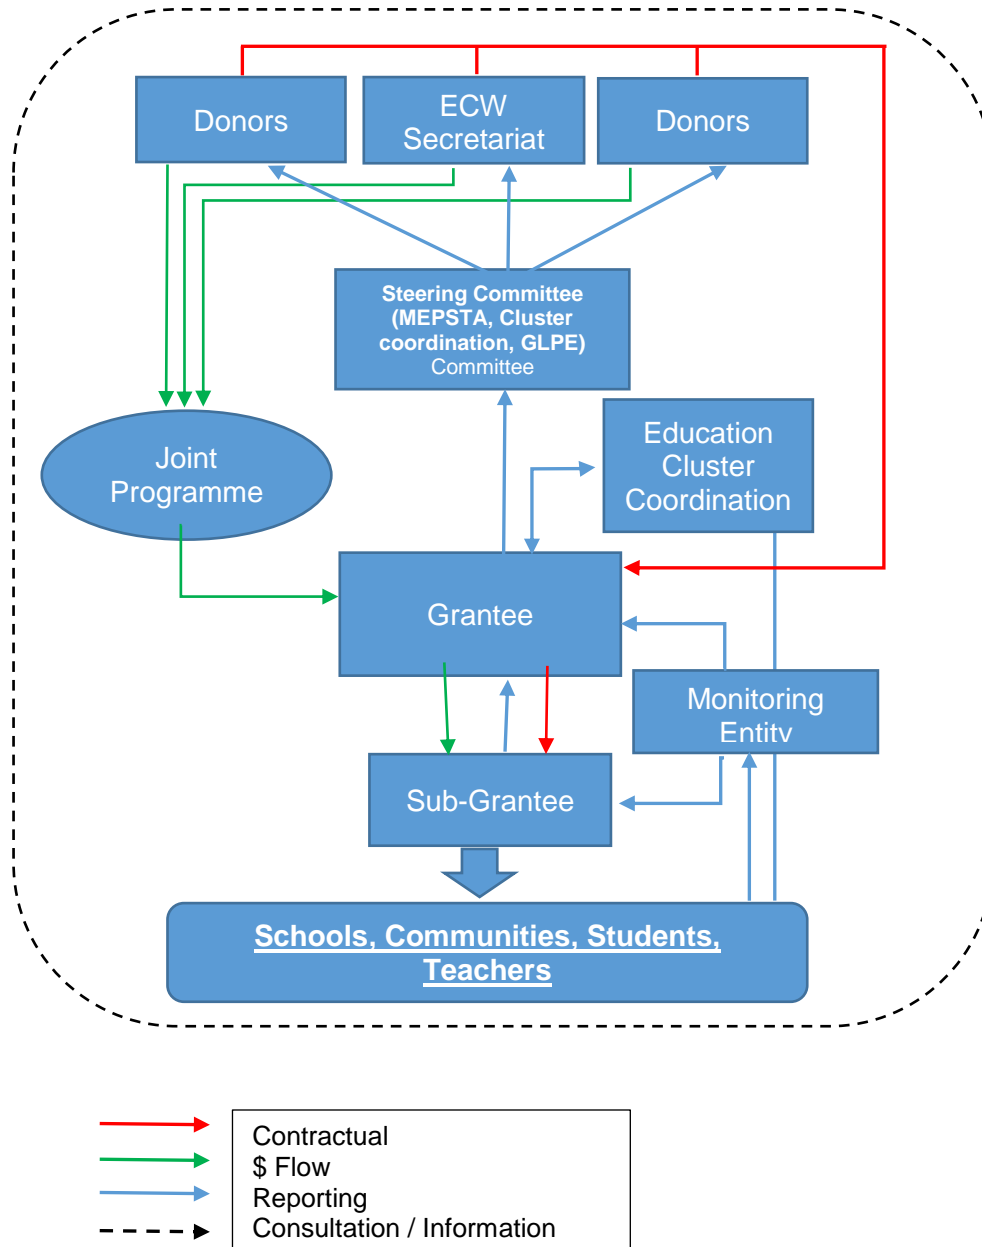 Donors
ECW
Secretariat
Donors
Steering Committee
(MEPSTA, Cluster
coordination, GLPE)
Committee
Education
Cluster
Coordination
Joint
Programme
Grantee
Monitoring
Entity
Sub-Grantee
Schools, Communities, Students,
Teachers
Contractual
$ Flow
Reporting
Consultation / Information